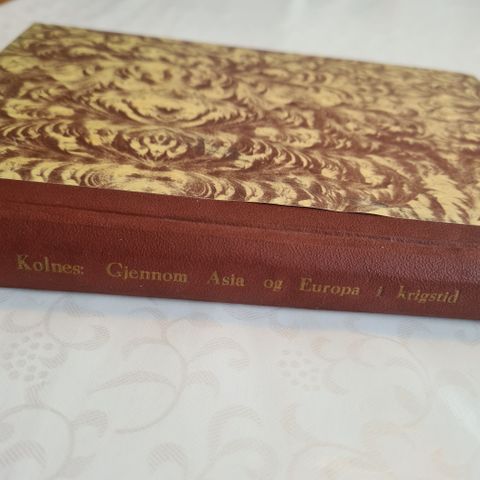 Kolnes: Gjennom Asia og Europa i krigstid